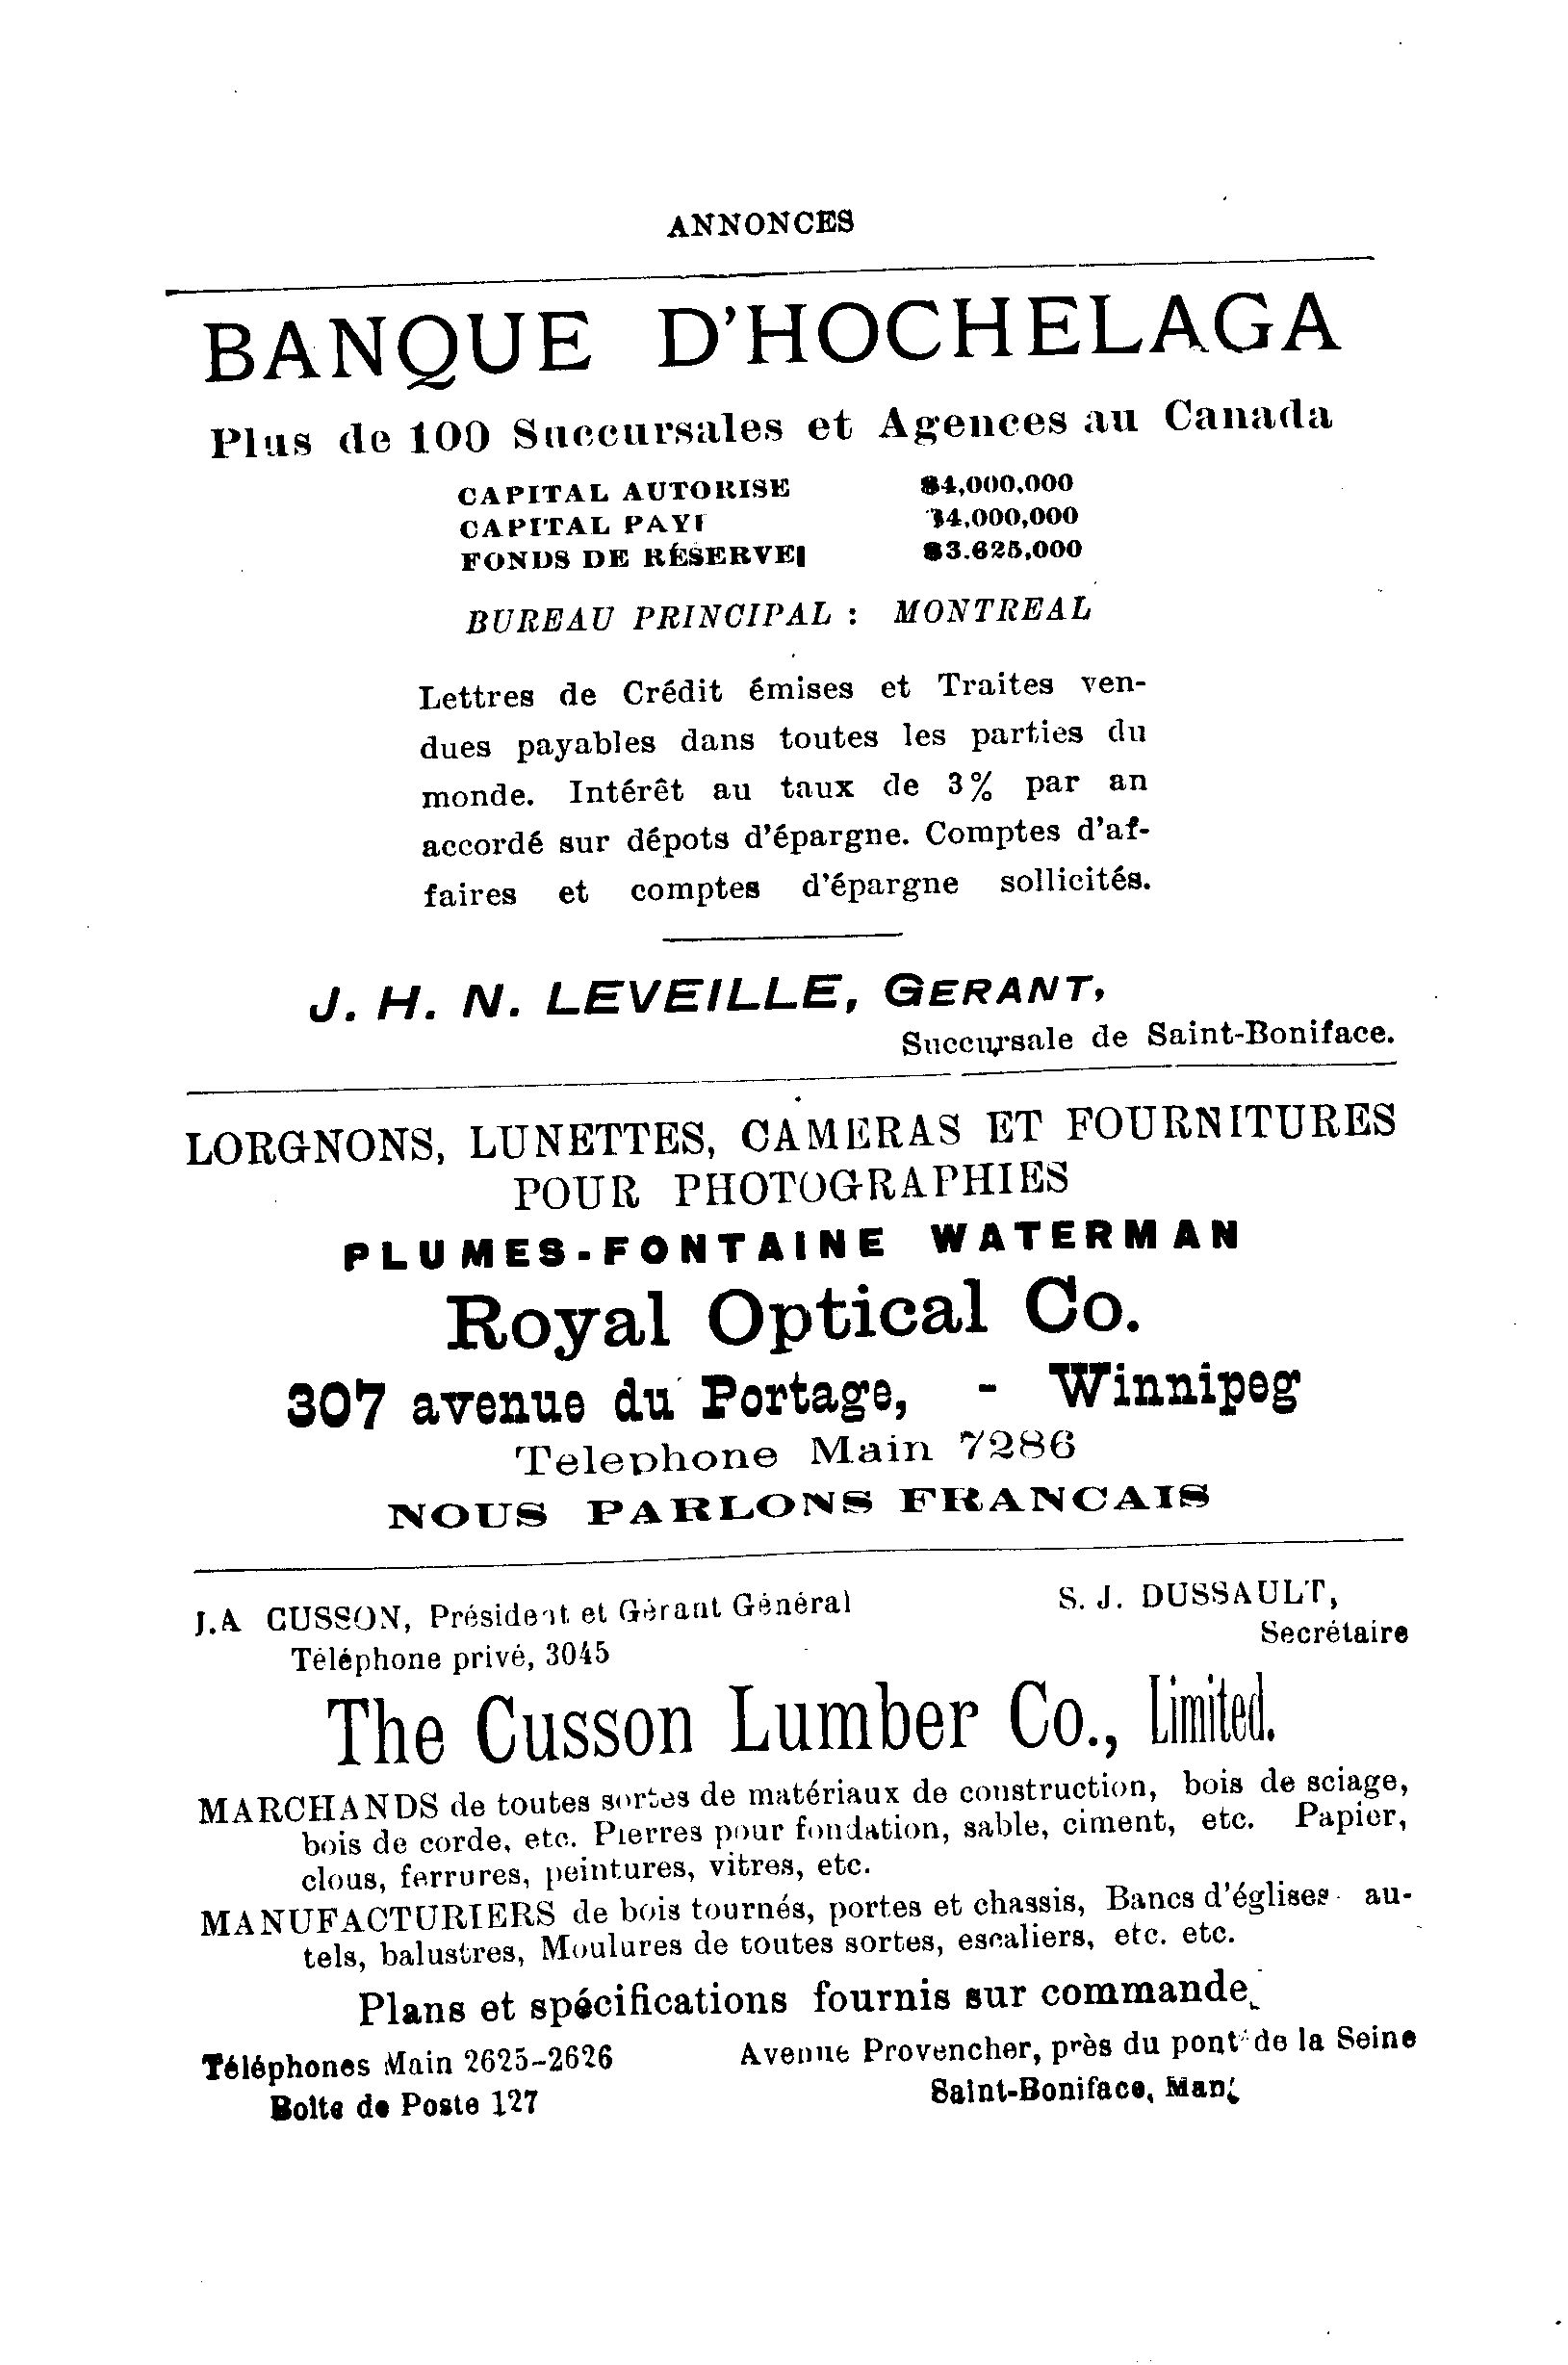 ANNONCES
BANQUE D'HOCHELAGA
Plus de 100 Succursales et Agences au Canada
CAPITAL AUTORISE $4,000,000
CAPITAL PAYE $4,000,000
FONDS DE RÉSERVE $3.625,000
BUREAU PRINCIPAL : MONTREAL
Lettres de Crédit émises et Traites ven-
dues payables dans toutes les parties du
monde. Intérêt au taux de 3% par an
accordé sur dépots d'épargne. Comptes d'af-
faires et comptes d'épargne sollicités.
J. H. N. LEVEILLE, GERANT,
Succursale de Saint-Boniface.
LORGNONS, LUNETTES, CAMERAS ET FOURNITURES
POUR PHOTOGRAPHIES
PLUMES-FONTAINE WATERMAN
Royal Optical Co.
307 avenue du Portage, - Winnipeg
Telephone Main 7286
NOUS PARLONS FRANCAIS
J.A CUSSON, Président et Gérant Général S. J. DUSSAULT,
Secrétaire
Téléphone privé, 3045
The Cusson Lumber Co., Limited.
MARCHANDS de toutes sortes de matériaux de construction, bois de sciage,
bois de corde, etc. Pierres pour fondation, sable, ciment, etc. Papier,
clous, ferrures, peintures, vitres, etc.
MANUFACTURIERS de bois tournés, portes et chassis, Bancs d'églises au-
tels, balustres, Moulures de toutes sortes, escaliers, etc. etc.
Plans et spécifications fournis sur commande.
Téléphones Main 2625-2626 Avenue Provencher, près du pont de la Seine
Boîte de Poste 127 Saint-Boniface, Man.